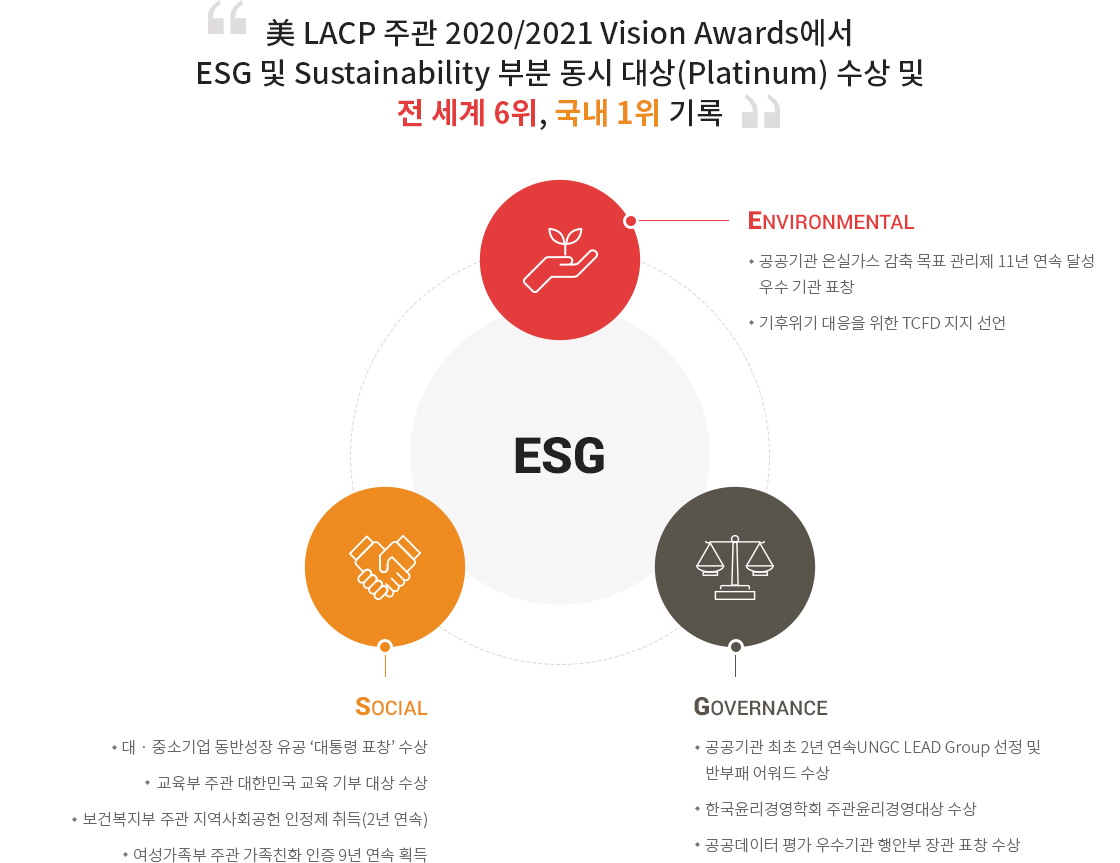 美 LACP 주관 2020/2021 Vision Awards에서
ESG 및 Sustainability 부분 동시 대상(Platinum) 수상 및
전 세계 6위, 국내 1위 기록
ENVIRONMENTAL
공공기관 온실가스 감축 목표 관리제 11년 연속 달성
우수 기관 표창
기후위기 대응을 위한 TCFD 지지 선언
ESG
SOCIAL
대 · 중소기업 동반성장 유공 ‘대통령 표창’ 수상
교육부 주관 대한민국 교육 기부 대상 수상
보건복지부 주관 지역사회공헌 인정제 취득(2년 연속)
여성가족부 주관 가족친화 인증 9년 연속 획득
GOVERNANCE
공공기관 최초 2년 연속UNGC LEAD Group 선정 및
반부패 어워드 수상
한국윤리경영학회 주관윤리경영대상 수상
공공데이터 평가 우수기관 행안부 장관 표창 수상